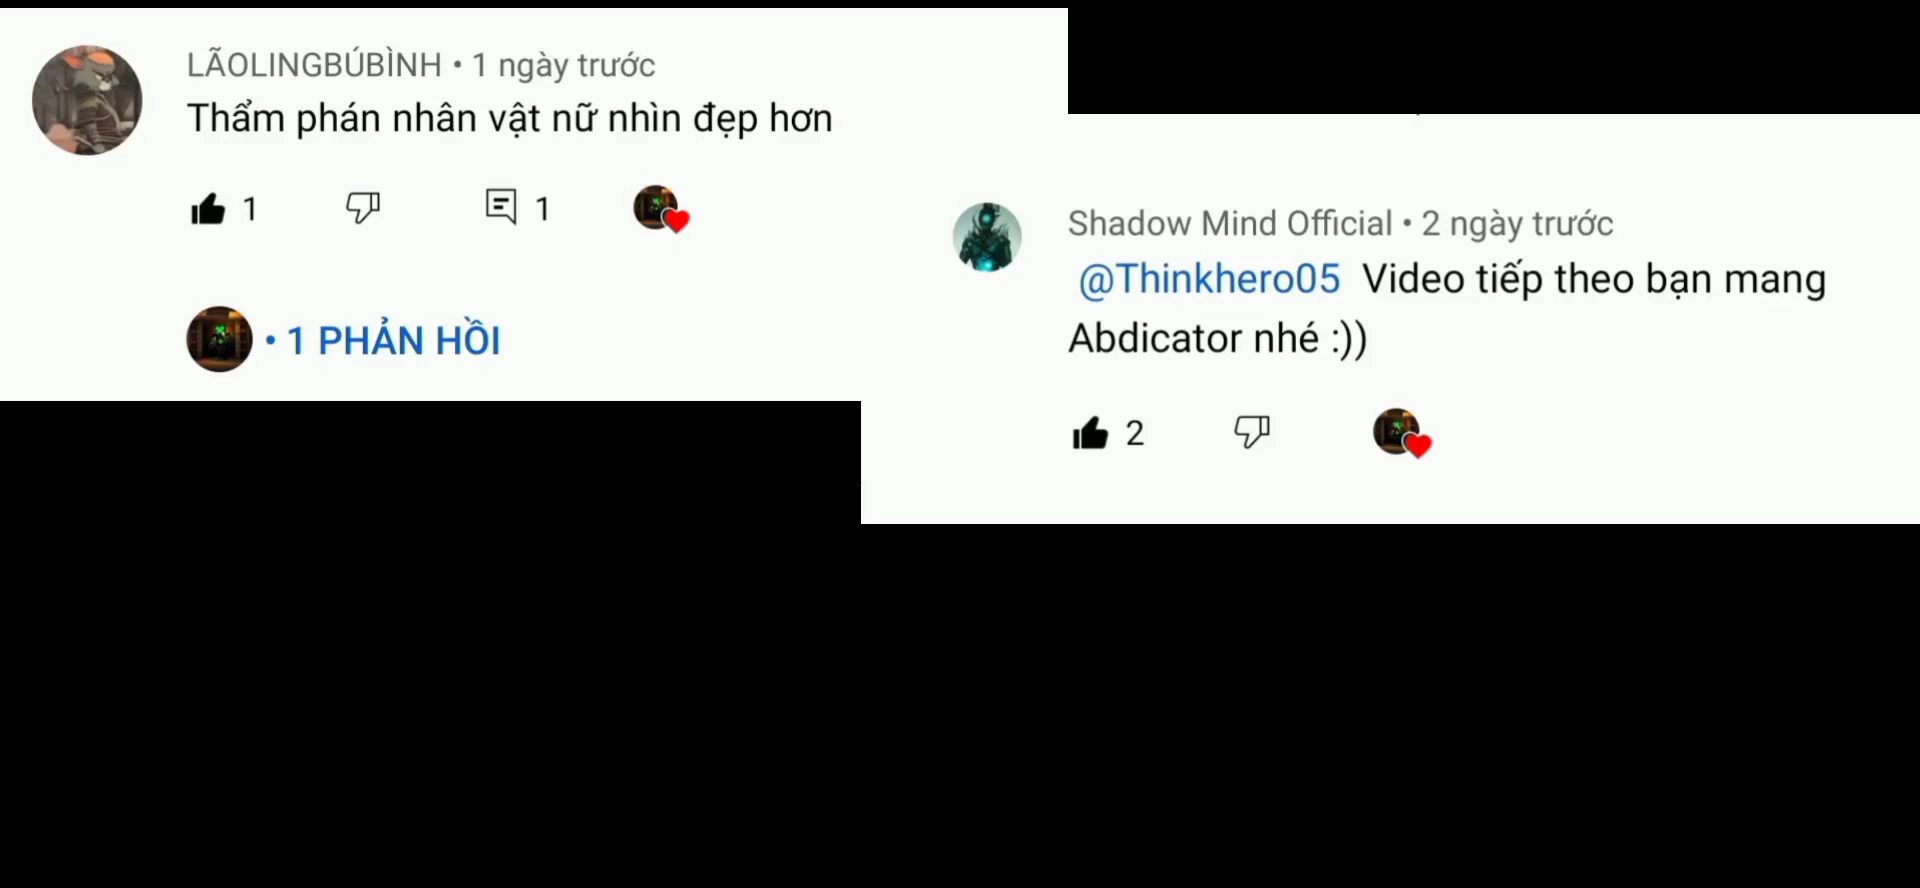 LÃOLINGBÚBÌNH • 1 ngày trước
Thẩm phán nhân vật nữ nhìn đẹp hơn
1
1
• 1 PHẢN HỒI
Shadow Mind Official • 2 ngày trước
@Thinkhero05 Video tiếp theo bạn mang
Abdicator nhé :))
2